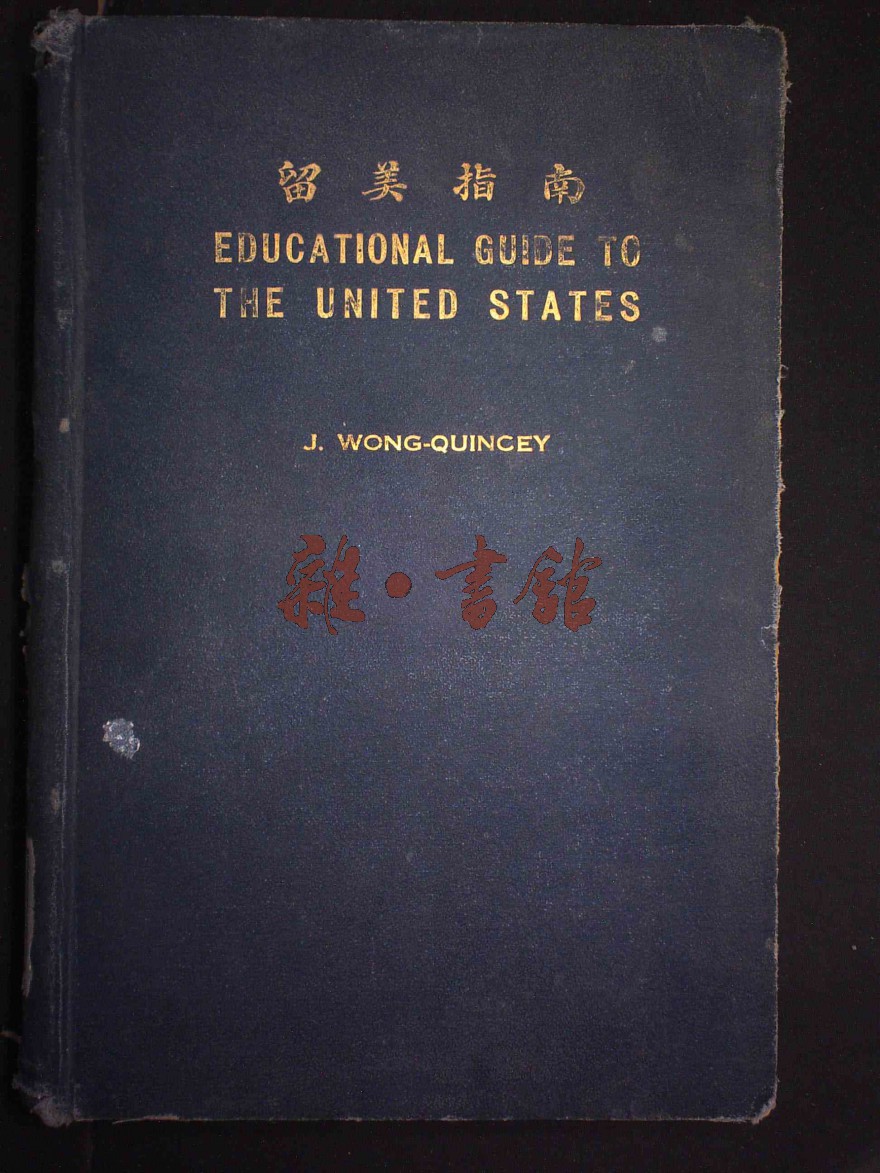 留美指南
EDUCATIONAL GUIDE TO
THE UNITED STATES
J. WONG-QUINCEY
雜·書館